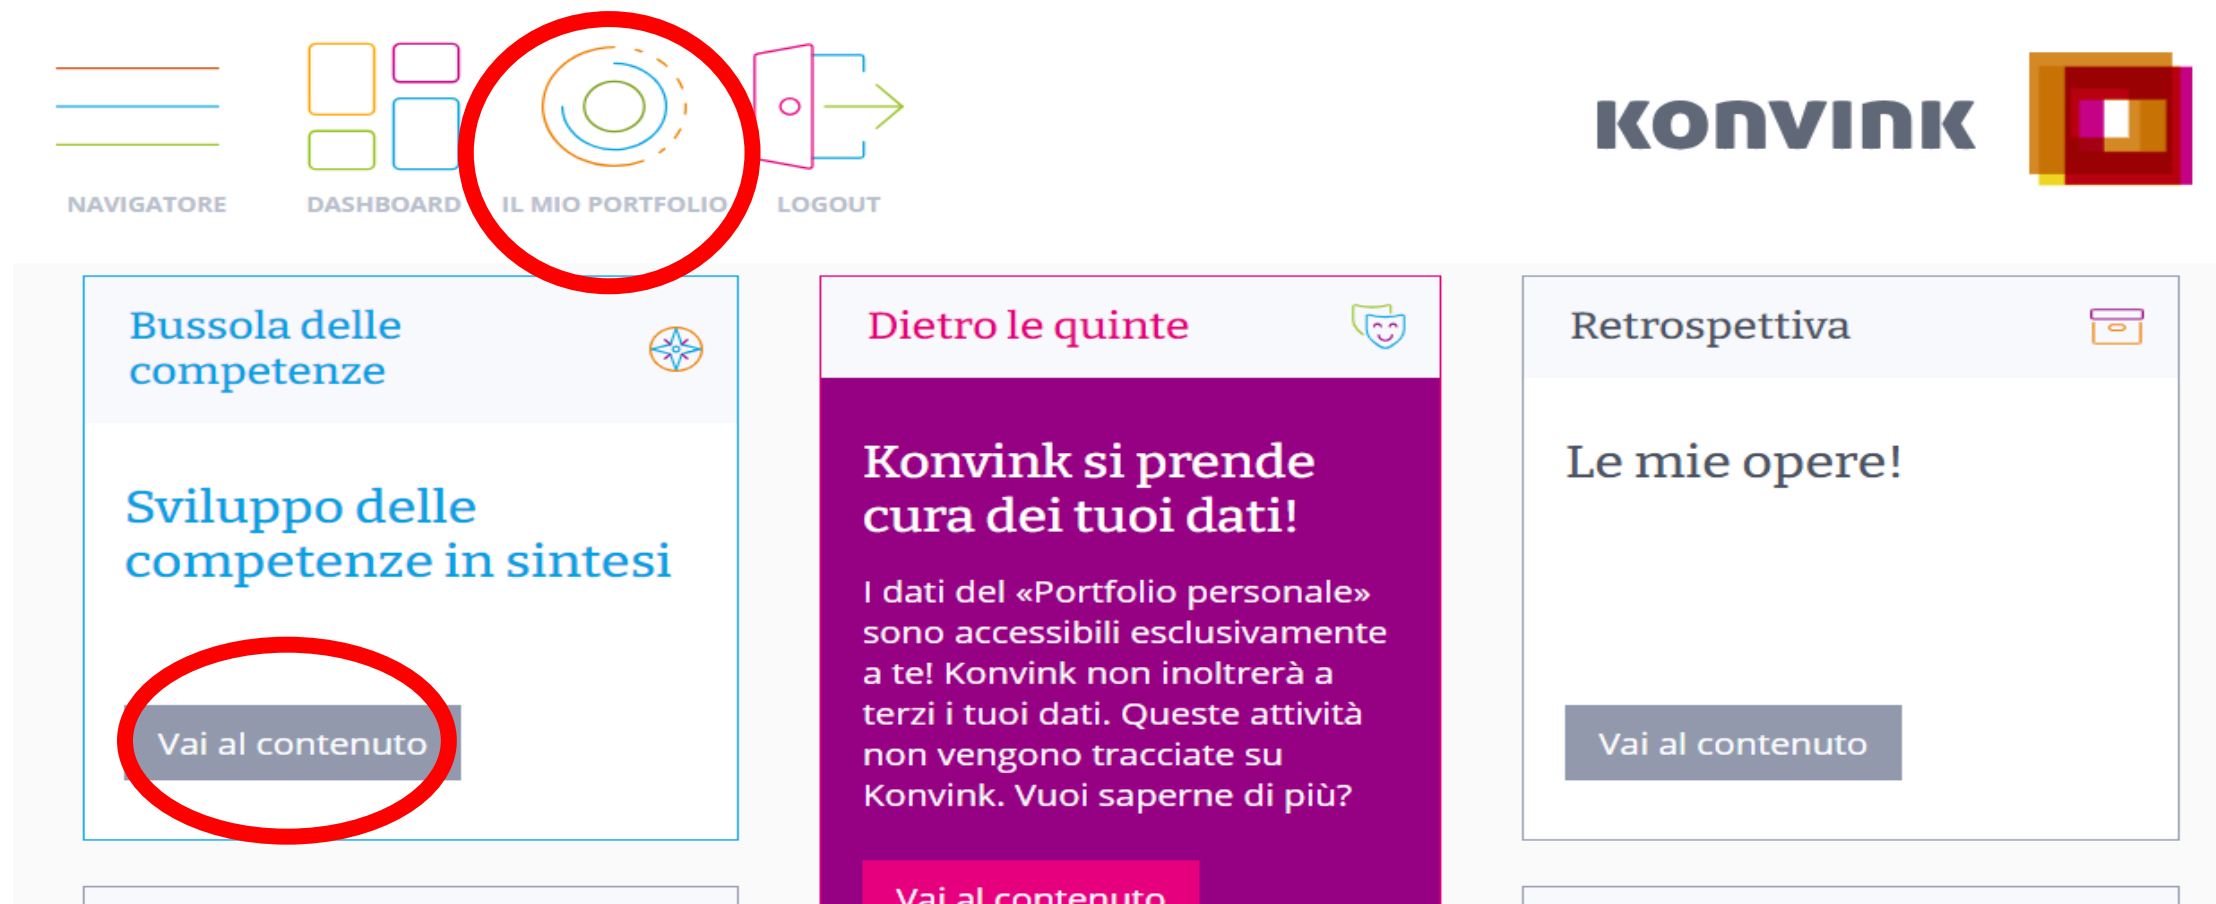 NAVIGATORE
DASHBOARD
IL MIO PORTFOLIO
LOGOUT
KONVINK
Bussola delle
competenze
Sviluppo delle
competenze in sintesi
Vai al contenuto
Dietro le quinte
Konvink si prende
cura dei tuoi dati!
I dati del «Portfolio personale»
sono accessibili esclusivamente
a te! Konvink non inoltrerà a
terzi i tuoi dati. Queste attività
non vengono tracciate su
Konvink. Vuoi saperne di più?
Vai al contenuto
Retrospettiva
Le mie opere!
Vai al contenuto